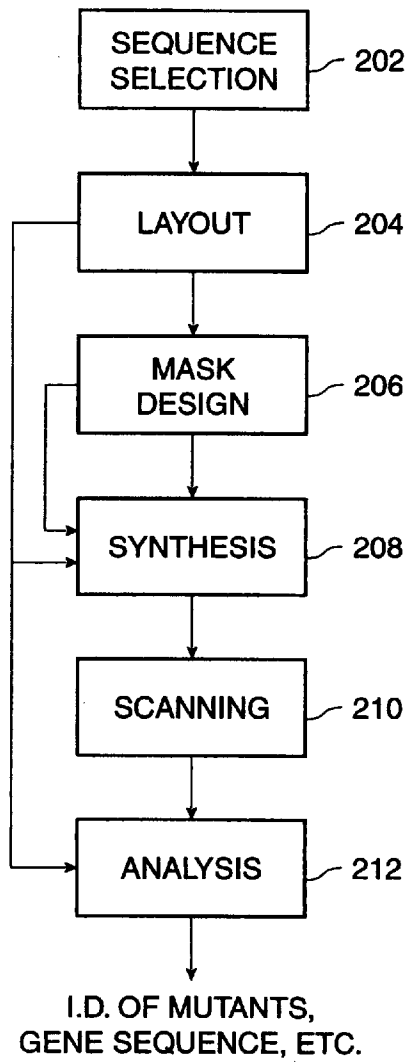 SEQUENCE
SELECTION
202
LAYOUT
204
MASK
DESIGN
206
SYNTHESIS
208
SCANNING
210
ANALYSIS
212
I.D. OF MUTANTS,
GENE SEQUENCE, ETC.